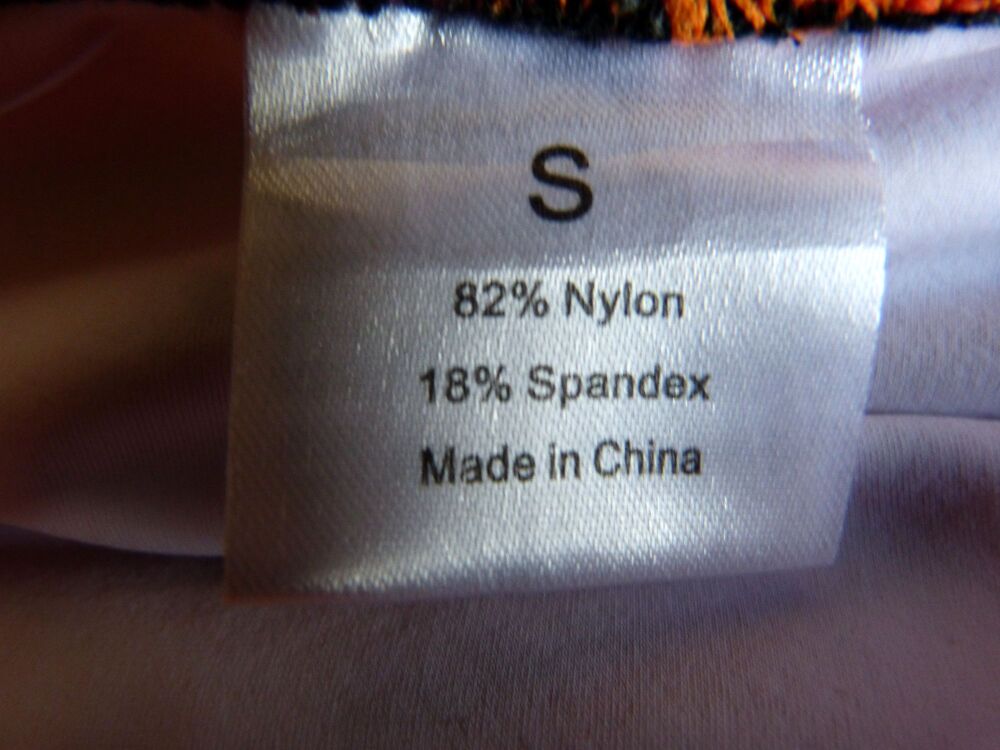 S
82% Nylon
18% Spandex
Made in China